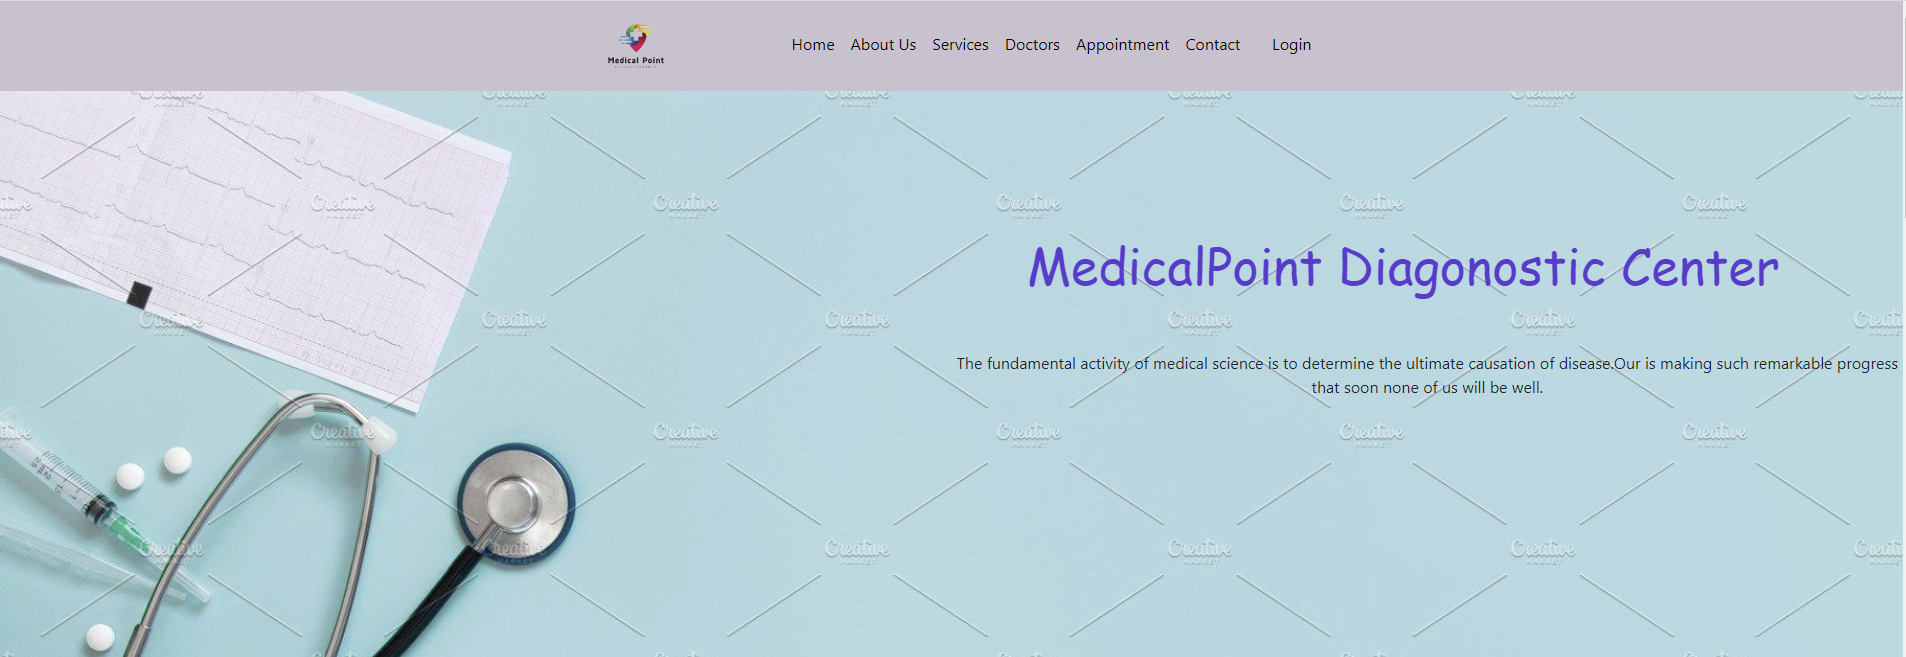 Medical Point
Home About Us Services Doctors Appointment Contact Login
MedicalPoint Diagonostic Center
The fundamental activity of medical science is to determine the ultimate causation of disease.Our is making such remarkable progress
that soon none of us will be well.
Creative
MARKET